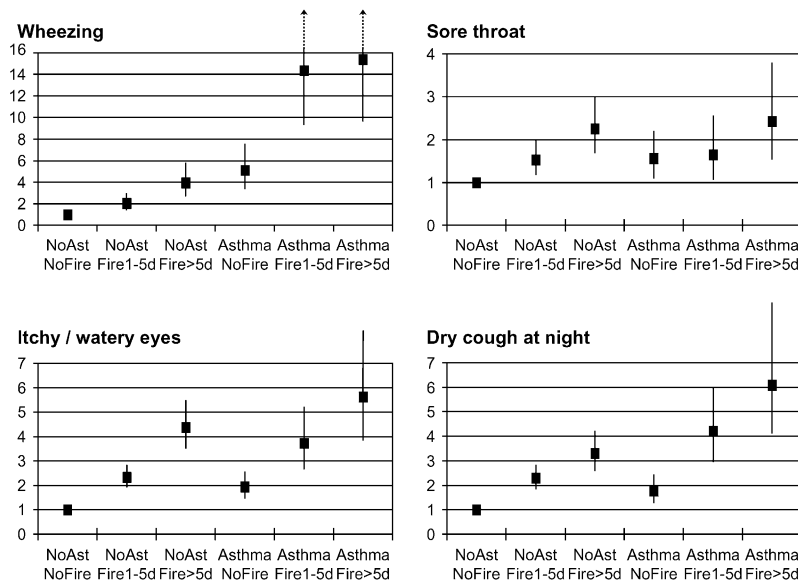 Wheezing
16
14
12
10
8
6
4
2
0
NoAst NoAst NoAst Asthma Asthma Asthma
NoFire Fire1-5d Fire>5d NoFire Fire1-5d Fire>5d
Sore throat
4
3
2
1
0
NoAst NoAst NoAst Asthma Asthma Asthma
NoFire Fire1-5d Fire>5d NoFire Fire1-5d Fire>5d
Itchy / watery eyes
7
6
5
4
3
2
1
0
NoAst NoAst NoAst Asthma Asthma Asthma
NoFire Fire1-5d Fire>5d NoFire Fire1-5d Fire>5d
Dry cough at night
7
6
5
4
3
2
1
0
NoAst NoAst NoAst Asthma Asthma Asthma
NoFire Fire1-5d Fire>5d NoFire Fire1-5d Fire>5d